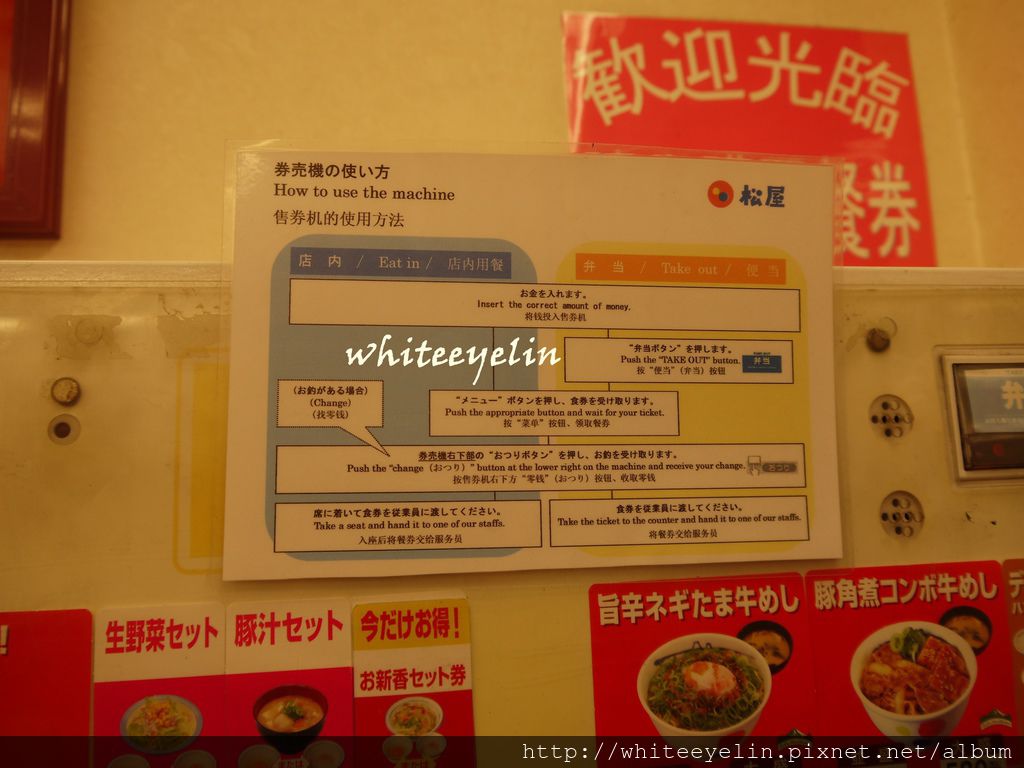 歡迎光臨
餐券
券売機の使い方
How to use the machine
售券机的使用方法
松屋
店 内 / Eat in / 店内用餐
弁 当 / Take out / 便 当
お金を入れます。
Insert the correct amount of money.
将钱投入售券机
whiteeyelin
"弁当ボタン" を押します。
Push the "TAKE OUT" button.
按 "便当" (弁当) 按钮
弁当
(お釣がある場合)
(Change)
(找零钱)
"メニュー" ボタンを押し、食券を受け取ります。
Push the appropriate button and wait for your ticket.
按 "菜单" 按钮、领取餐券
券売機右下部の "おつりボタン" を押し、お釣を受け取ります。
Push the "change (おつり)" button at the lower right on the machine and receive your change.
按售券机右下方 "零钱" (おつり) 按钮、收取零钱
おつり
席に着いて食券を従業員に渡してください。
Take a seat and hand it to one of our staffs.
入座后将餐券交给服务员
食券を従業員に渡してください。
Take the ticket to the counter and hand it to one of our staffs.
将餐券交给服务员
弁
!
生野菜セット
豚汁セット
今だけお得!
お新香セット券
旨辛ネギたま牛めし
豚角煮コンボ牛めし
デ
または
http://whiteeyelin.pixnet.net/album